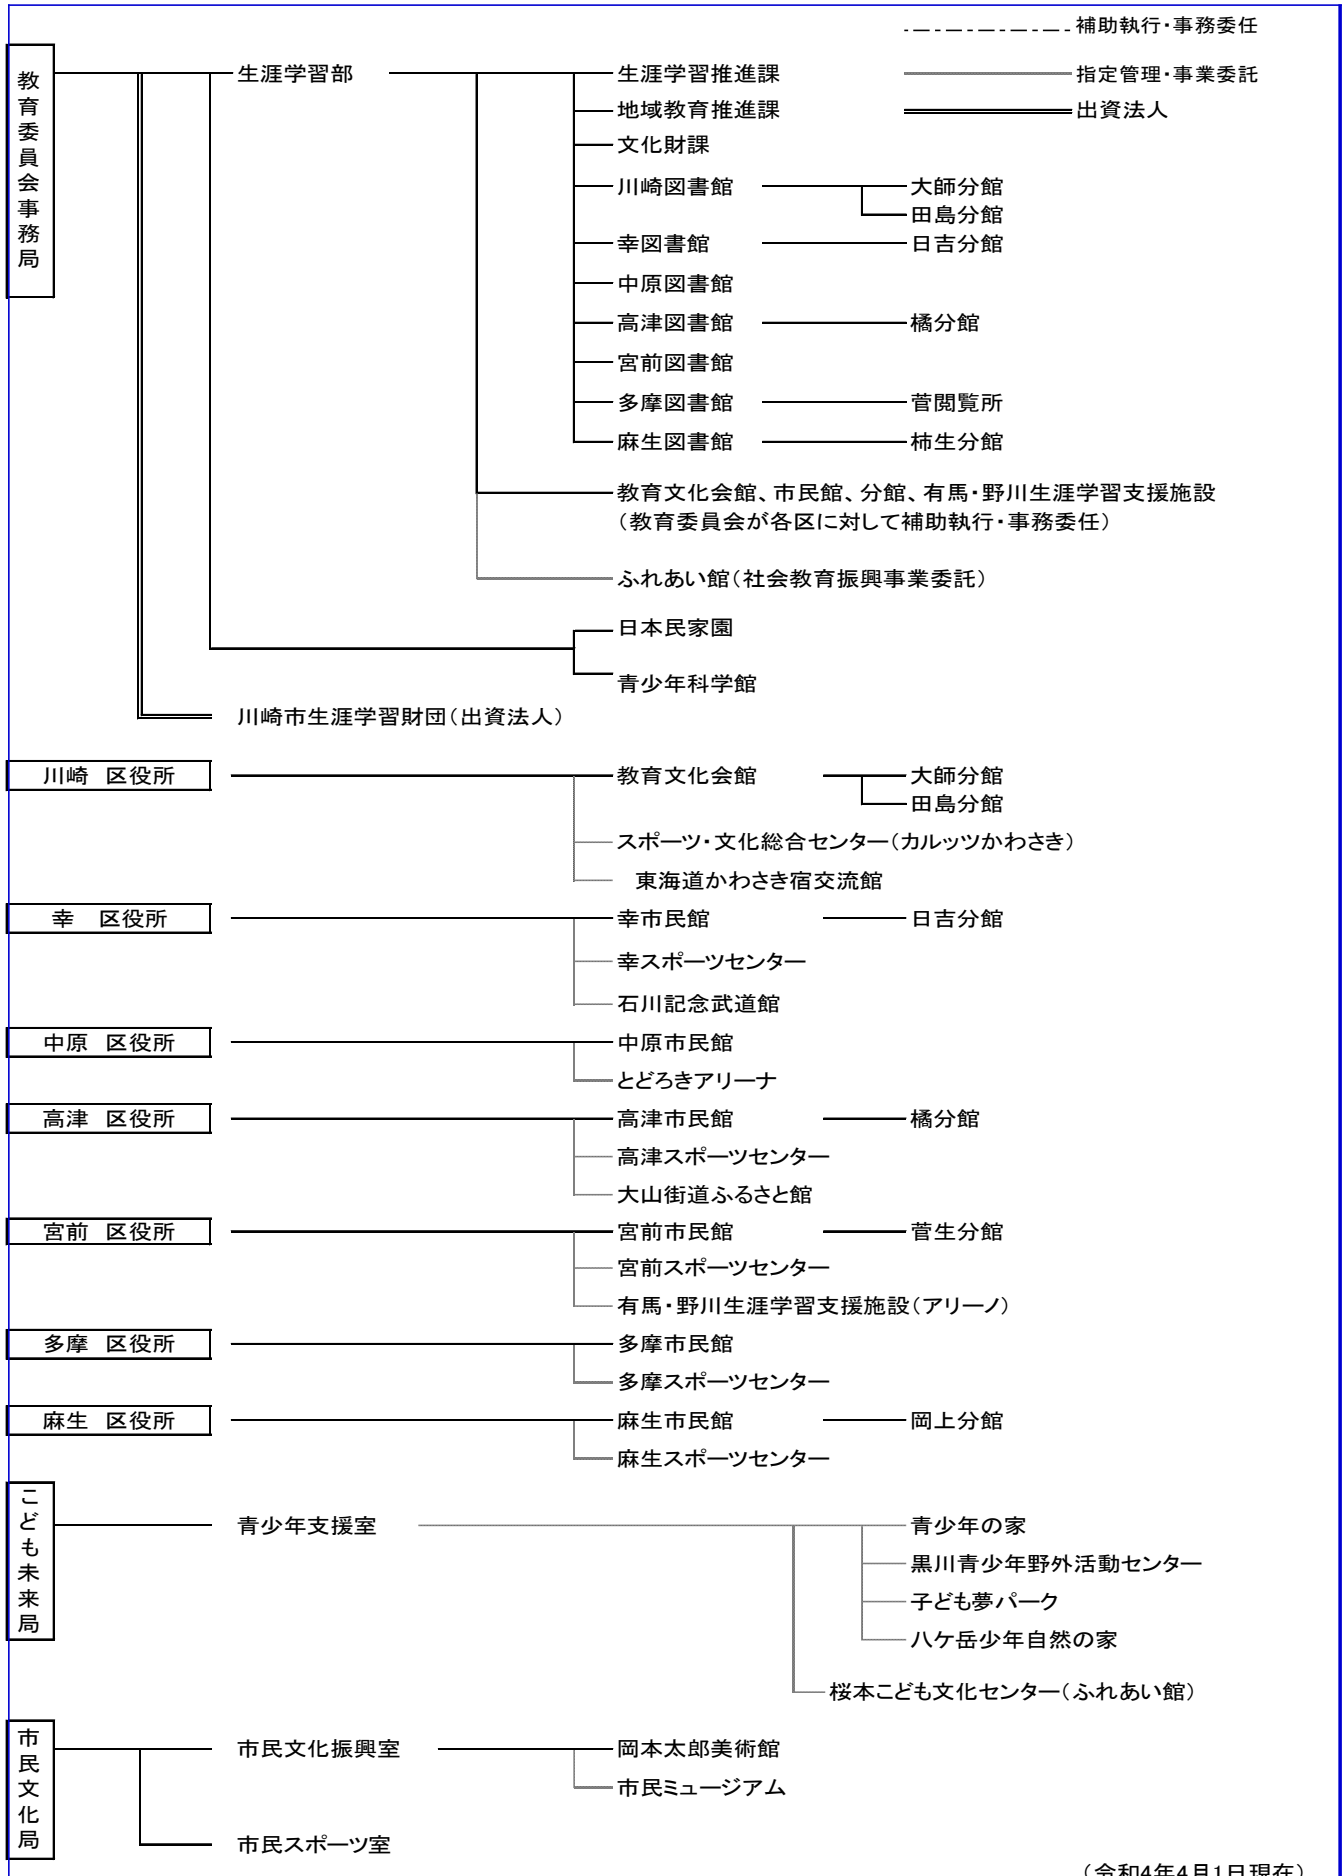 補助執行・事務委任
教育委員会事務局
生涯学習部
生涯学習推進課
指定管理・事業委託
地域教育推進課
出資法人
文化財課
川崎図書館
大師分館
田島分館
幸図書館
日吉分館
中原図書館
高津図書館
橘分館
宮前図書館
多摩図書館
菅閲覧所
麻生図書館
柿生分館
教育文化会館、市民館、分館、有馬・野川生涯学習支援施設
（教育委員会が各区に対して補助執行・事務委任）
ふれあい館（社会教育振興事業委託）
日本民家園
青少年科学館
川崎市生涯学習財団（出資法人）
川崎 区役所
教育文化会館
大師分館
田島分館
スポーツ・文化総合センター（カルッツかわさき）
東海道かわさき宿交流館
幸 区役所
幸市民館
日吉分館
幸スポーツセンター
石川記念武道館
中原 区役所
中原市民館
とどろきアリーナ
高津 区役所
高津市民館
橘分館
高津スポーツセンター
大山街道ふるさと館
宮前 区役所
宮前市民館
菅生分館
宮前スポーツセンター
有馬・野川生涯学習支援施設（アリーノ）
多摩 区役所
多摩市民館
多摩スポーツセンター
麻生 区役所
麻生市民館
岡上分館
麻生スポーツセンター
こども未来局
青少年支援室
青少年の家
黒川青少年野外活動センター
子ども夢パーク
八ケ岳少年自然の家
桜本こども文化センター（ふれあい館）
市民文化局
市民文化振興室
岡本太郎美術館
市民ミュージアム
市民スポーツ室
（令和4年4月1日現在）